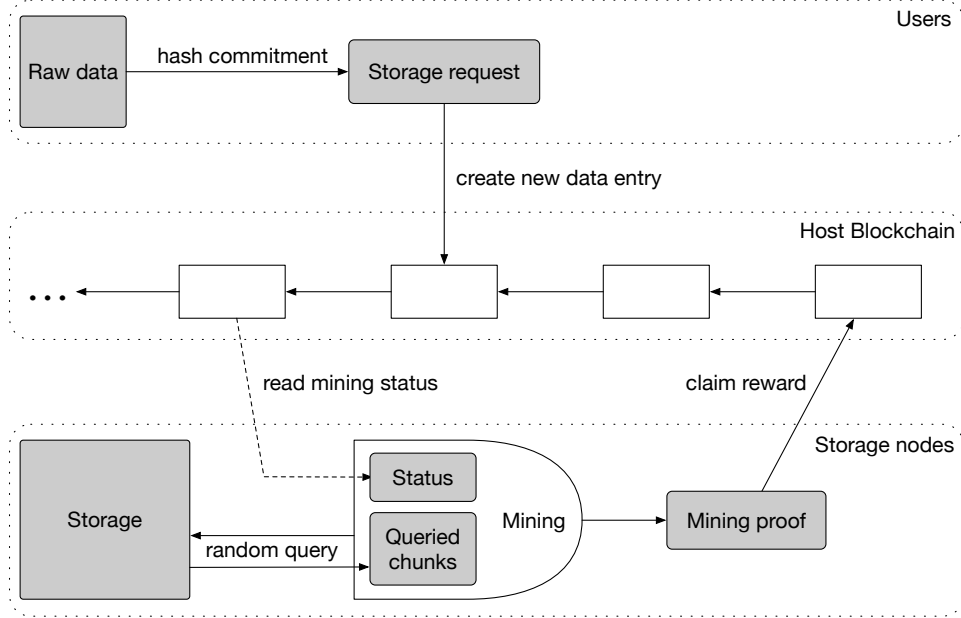 Users
Raw data
hash commitment
Storage request
create new data entry
Host Blockchain
...
read mining status
claim reward
Storage nodes
Storage
random query
Status
Queried
chunks
Mining
Mining proof